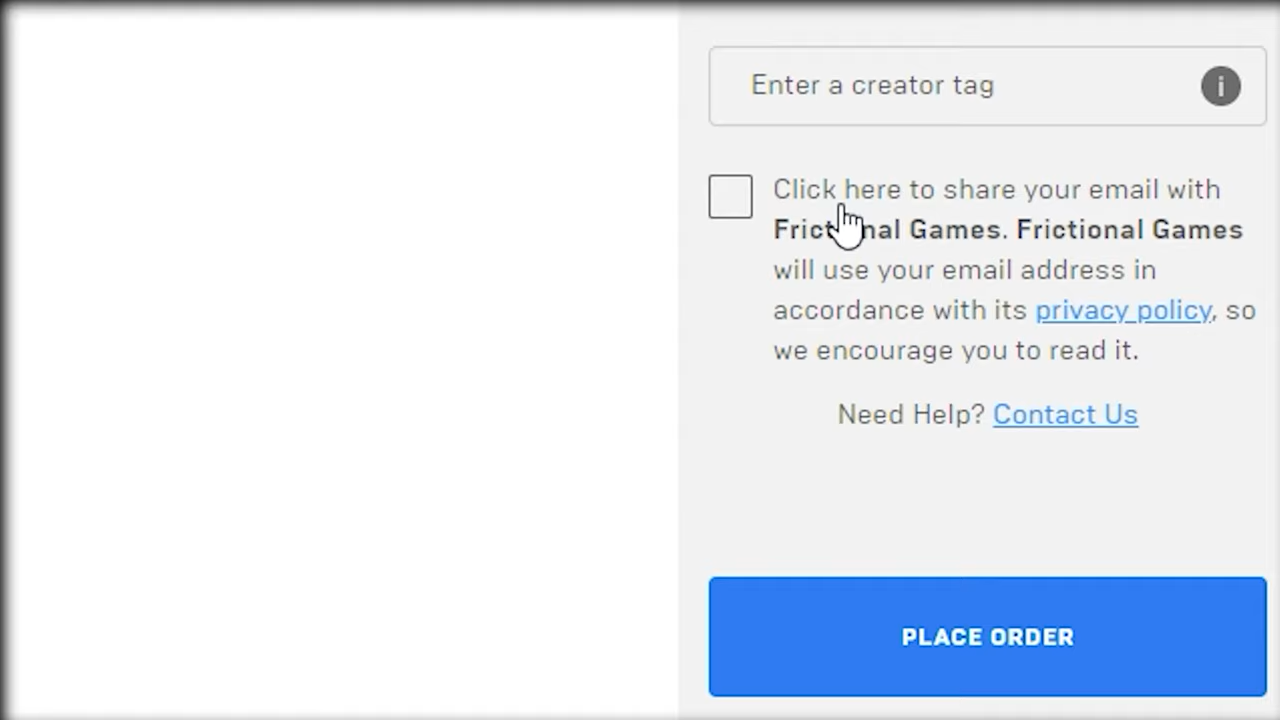 Enter a creator tag
Click here to share your email with
Frictional Games. Frictional Games
will use your email address in
accordance with its privacy policy, so
we encourage you to read it.
Need Help? Contact Us
PLACE ORDER